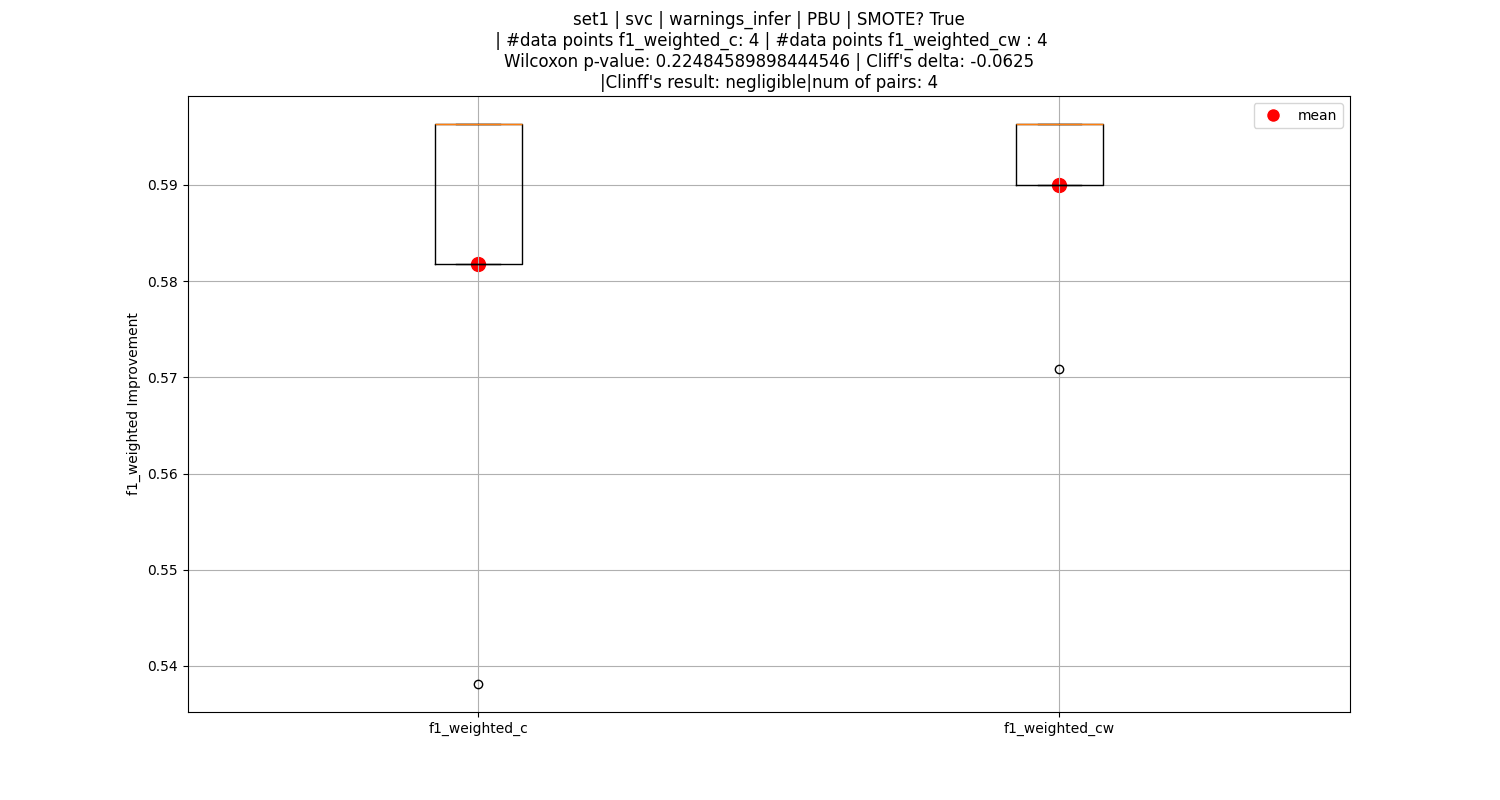 set1 | svc | warnings_infer | PBU | SMOTE? True
| #data points f1_weighted_c: 4 | #data points f1_weighted_cw : 4
Wilcoxon p-value: 0.22484589898444546 | Cliff's delta: -0.0625
|Clinff's result: negligible|num of pairs: 4
mean
f1_weighted Improvement
0.59
0.58
0.57
0.56
0.55
0.54
f1_weighted_c
f1_weighted_cw